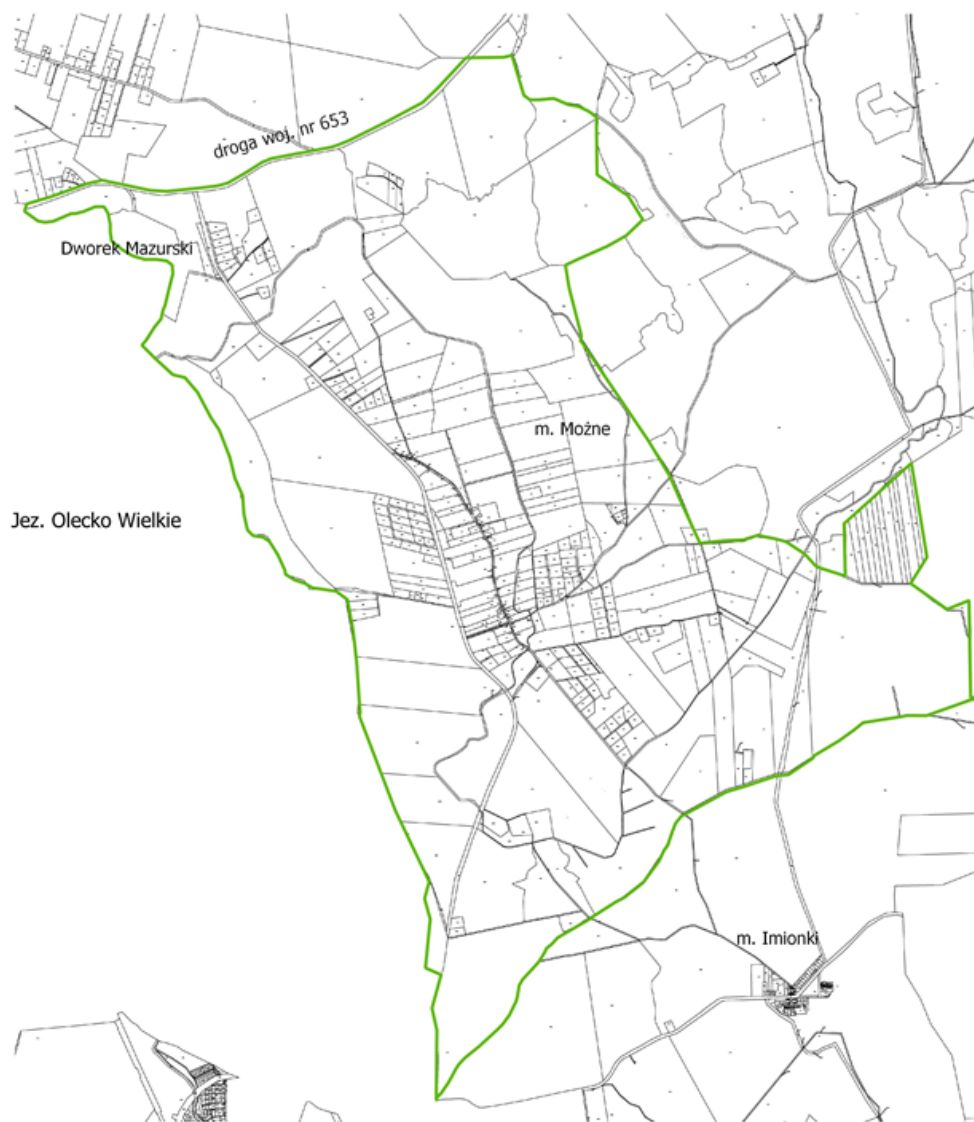 droga woj. nr 653
Dworek Mazurski
m. Możne
Jez. Olecko Wielkie
m. Imionki